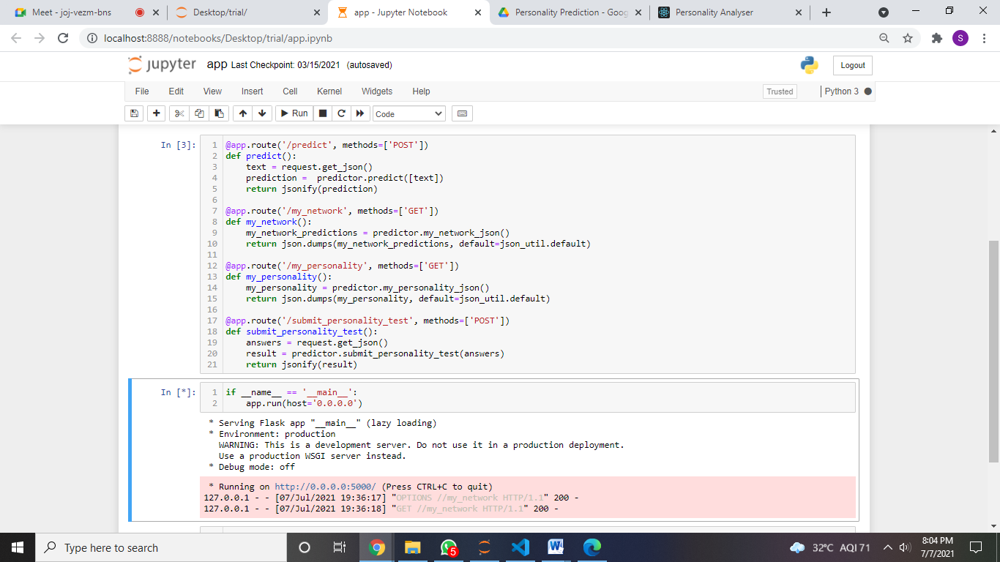 Meet - joj-vezm-bns
Desktop/trial/
app - Jupyter Notebook
Personality Prediction - Goog
Personality Analyser
localhost:8888/notebooks/Desktop/trial/app.ipynb
S
jupyter app Last Checkpoint: 03/15/2021 (autosaved)
Logout
File Edit View Insert Cell Kernel Widgets Help
Trusted
Python 3
Run
Code
In [3]:
1 @app.route('/predict', methods=['POST'])
2 def predict():
3     text = request.get_json()
4     prediction =  predictor.predict([text])
5     return jsonify(prediction)
6
7 @app.route('/my_network', methods=['GET'])
8 def my_network():
9     my_network_predictions = predictor.my_network_json()
10     return json.dumps(my_network_predictions, default=json_util.default)
11
12 @app.route('/my_personality', methods=['GET'])
13 def my_personality():
14     my_personality = predictor.my_personality_json()
15     return json.dumps(my_personality, default=json_util.default)
16
17 @app.route('/submit_personality_test', methods=['POST'])
18 def submit_personality_test():
19     answers = request.get_json()
20     result = predictor.submit_personality_test(answers)
21     return jsonify(result)
In [*]:
1 if __name__ == '__main__':
2     app.run(host='0.0.0.0')
* Serving Flask app "__main__" (lazy loading)
* Environment: production
WARNING: This is a development server. Do not use it in a production deployment.
Use a production WSGI server instead.
* Debug mode: off
* Running on http://0.0.0.0:5000/ (Press CTRL+C to quit)
127.0.0.1 - - [07/Jul/2021 19:36:17] "OPTIONS //my_network HTTP/1.1" 200 -
127.0.0.1 - - [07/Jul/2021 19:36:18] "GET //my_network HTTP/1.1" 200 -
Type here to search
5
W
32°C AQI 71
8:04 PM
7/7/2021